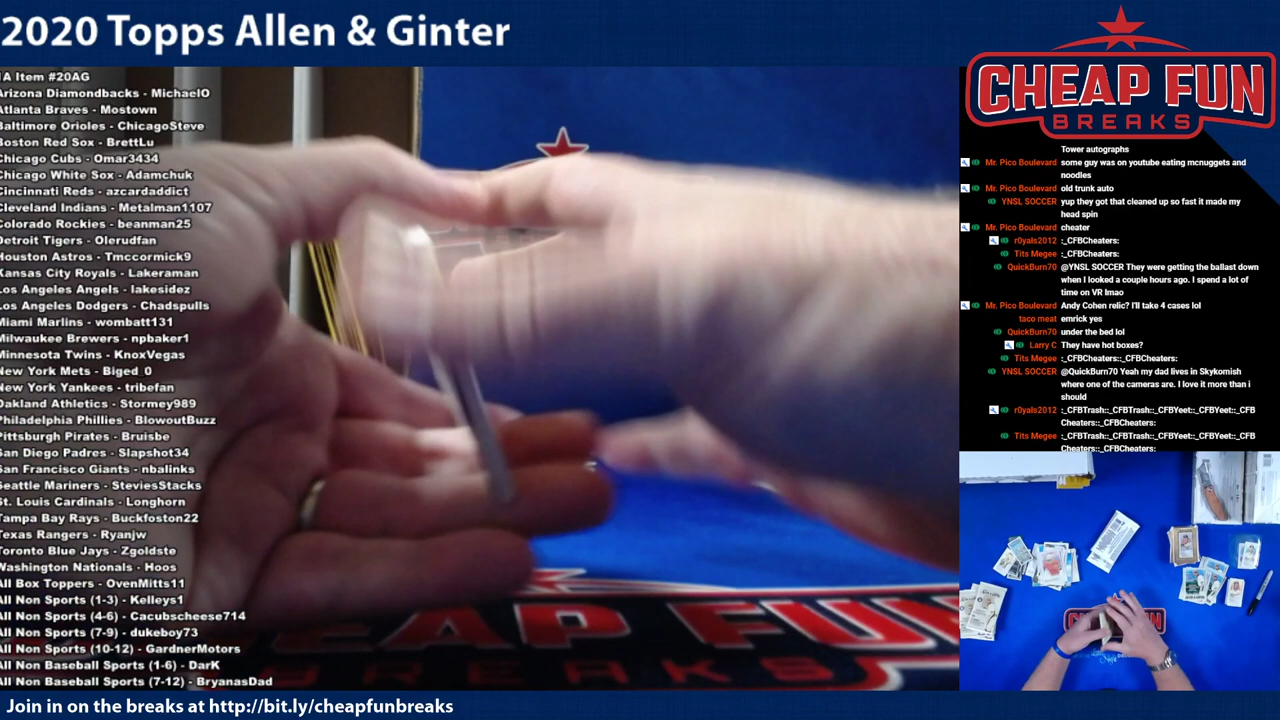 2020 Topps Allen & Ginter
1A Item #20AG
Arizona Diamondbacks - MichaelO
Atlanta Braves - Mostown
Baltimore Orioles - ChicagoSteve
Boston Red Sox - BrettLu
Chicago Cubs - Omar3434
Chicago White Sox - Adamchuk
Cincinnati Reds - azcardaddict
Cleveland Indians - Metalman1107
Colorado Rockies - beanman25
Detroit Tigers - Olerudfan
Houston Astros - Tmccormick9
Kansas City Royals - Lakeraman
Los Angeles Angels - lakesidez
Los Angeles Dodgers - Chadspulls
Miami Marlins - wombatt131
Milwaukee Brewers - npbaker1
Minnesota Twins - KnoxVegas
New York Mets - Biged_0
New York Yankees - tribefan
Oakland Athletics - Stormey989
Philadelphia Phillies - BlowoutBuzz
Pittsburgh Pirates - Bruisbe
San Diego Padres - Slapshot34
San Francisco Giants - nbalinks
Seattle Mariners - SteviesStacks
St. Louis Cardinals - Longhorn
Tampa Bay Rays - Buckfoston22
Texas Rangers - Ryanjw
Toronto Blue Jays - Zgoldste
Washington Nationals - Hoos
All Box Toppers - OvenMitts11
All Non Sports (1-3) - Kelleys1
All Non Sports (4-6) - Cacubscheese714
All Non Sports (7-9) - dukeboy73
All Non Sports (10-12) - GardnerMotors
All Non Baseball Sports (1-6) - DarK
All Non Baseball Sports (7-12) - BryanasDad
EAP FUN
BREAKS
CHEAP FUN
BREAKS
Tower autographs
Mr. Pico Boulevard some guy was on youtube eating mcnuggets and
noodles
Mr. Pico Boulevard old trunk auto
YNSL SOCCER yup they got that cleaned up so fast it made my
head spin
Mr. Pico Boulevard cheater
r0yals2012 :_CFBCheaters:
Tits Megee :_CFBCheaters:
QuickBurn70 @YNSL SOCCER They were getting the ballast down
when I looked a couple hours ago. I spend a lot of
time on VR lmao
Mr. Pico Boulevard Andy Cohen relic? I'll take 4 cases lol
taco meat emrick yes
QuickBurn70 under the bed lol
Larry C They have hot boxes?
Tits Megee :_CFBCheaters::_CFBCheaters:
YNSL SOCCER @QuickBurn70 Yeah my dad lives in Skykomish
where one of the cameras are. I love it more than i
should
r0yals2012 :_CFBTrash::_CFBTrash::_CFBYeet::_CFBYeet::_CFB
Cheaters::_CFBCheaters:
Tits Megee :_CFBTrash::_CFBTrash::_CFBYeet::_CFBYeet::_CFB
Cheaters::_CFBCheaters:
CHEAP FUN
Join in on the breaks at http://bit.ly/cheapfunbreaks